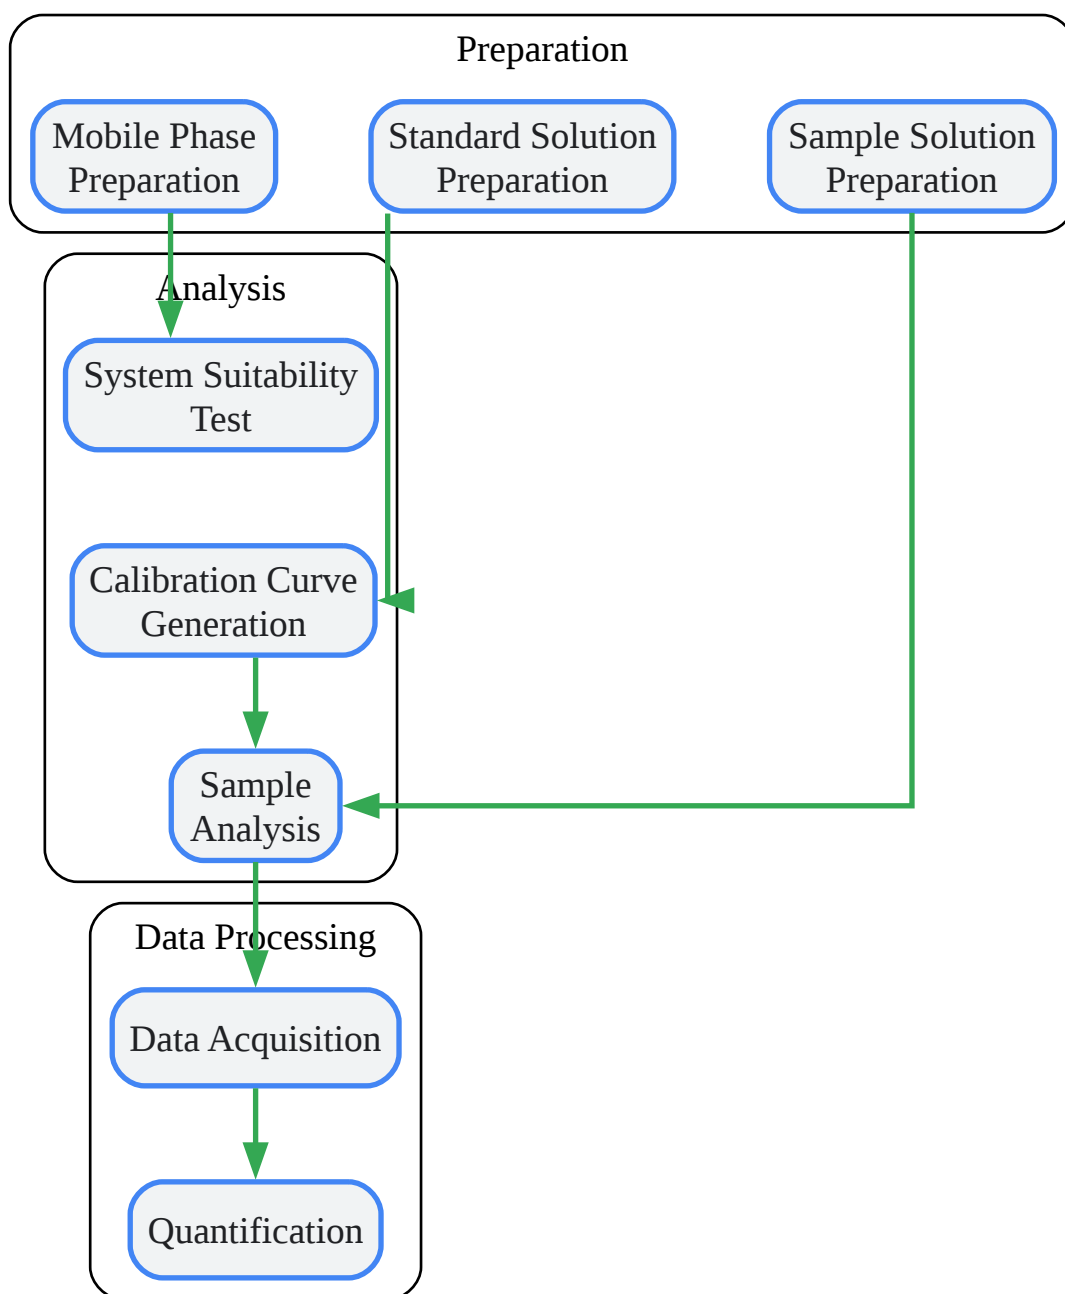 Preparation
Mobile Phase
Preparation
Standard Solution
Preparation
Sample Solution
Preparation
Analysis
System Suitability
Test
Calibration Curve
Generation
Sample
Analysis
Data Processing
Data Acquisition
Quantification